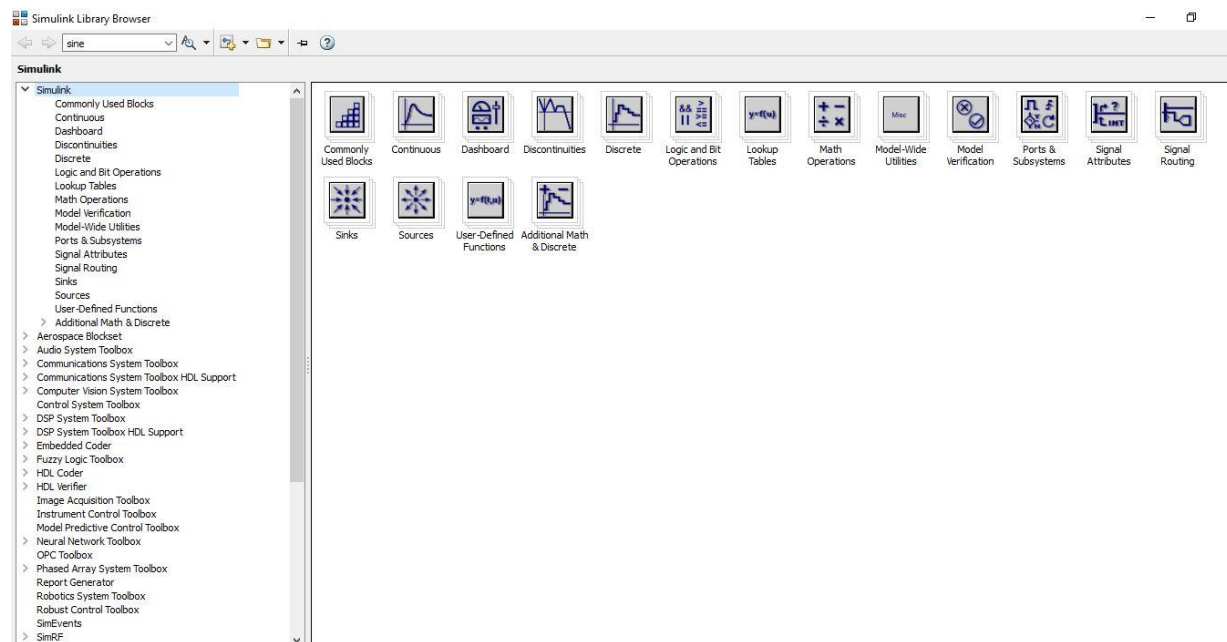 Simulink Library Browser
sine
Simulink
Simulink
Commonly Used Blocks
Continuous
Dashboard
Discontinuities
Discrete
Logic and Bit Operations
Lookup Tables
Math Operations
Model Verification
Model-Wide Utilities
Ports & Subsystems
Signal Attributes
Signal Routing
Sinks
Sources
User-Defined Functions
Additional Math & Discrete
Aerospace Blockset
Audio System Toolbox
Communications System Toolbox
Communications System Toolbox HDL Support
Computer Vision System Toolbox
Control System Toolbox
DSP System Toolbox
DSP System Toolbox HDL Support
Embedded Coder
Fuzzy Logic Toolbox
HDL Coder
HDL Verifier
Image Acquisition Toolbox
Instrument Control Toolbox
Model Predictive Control Toolbox
Neural Network Toolbox
OPC Toolbox
Phased Array System Toolbox
Report Generator
Robotics System Toolbox
Robust Control Toolbox
SimEvents
SimRF
y=f(u)
Misc
Commonly Used Blocks
Continuous
Dashboard
Discontinuities
Discrete
Logic and Bit Operations
Lookup Tables
Math Operations
Model-Wide Utilities
Model Verification
Ports & Subsystems
Signal Attributes
Signal Routing
y=f(t,u)
Sinks
Sources
User-Defined Functions
Additional Math & Discrete